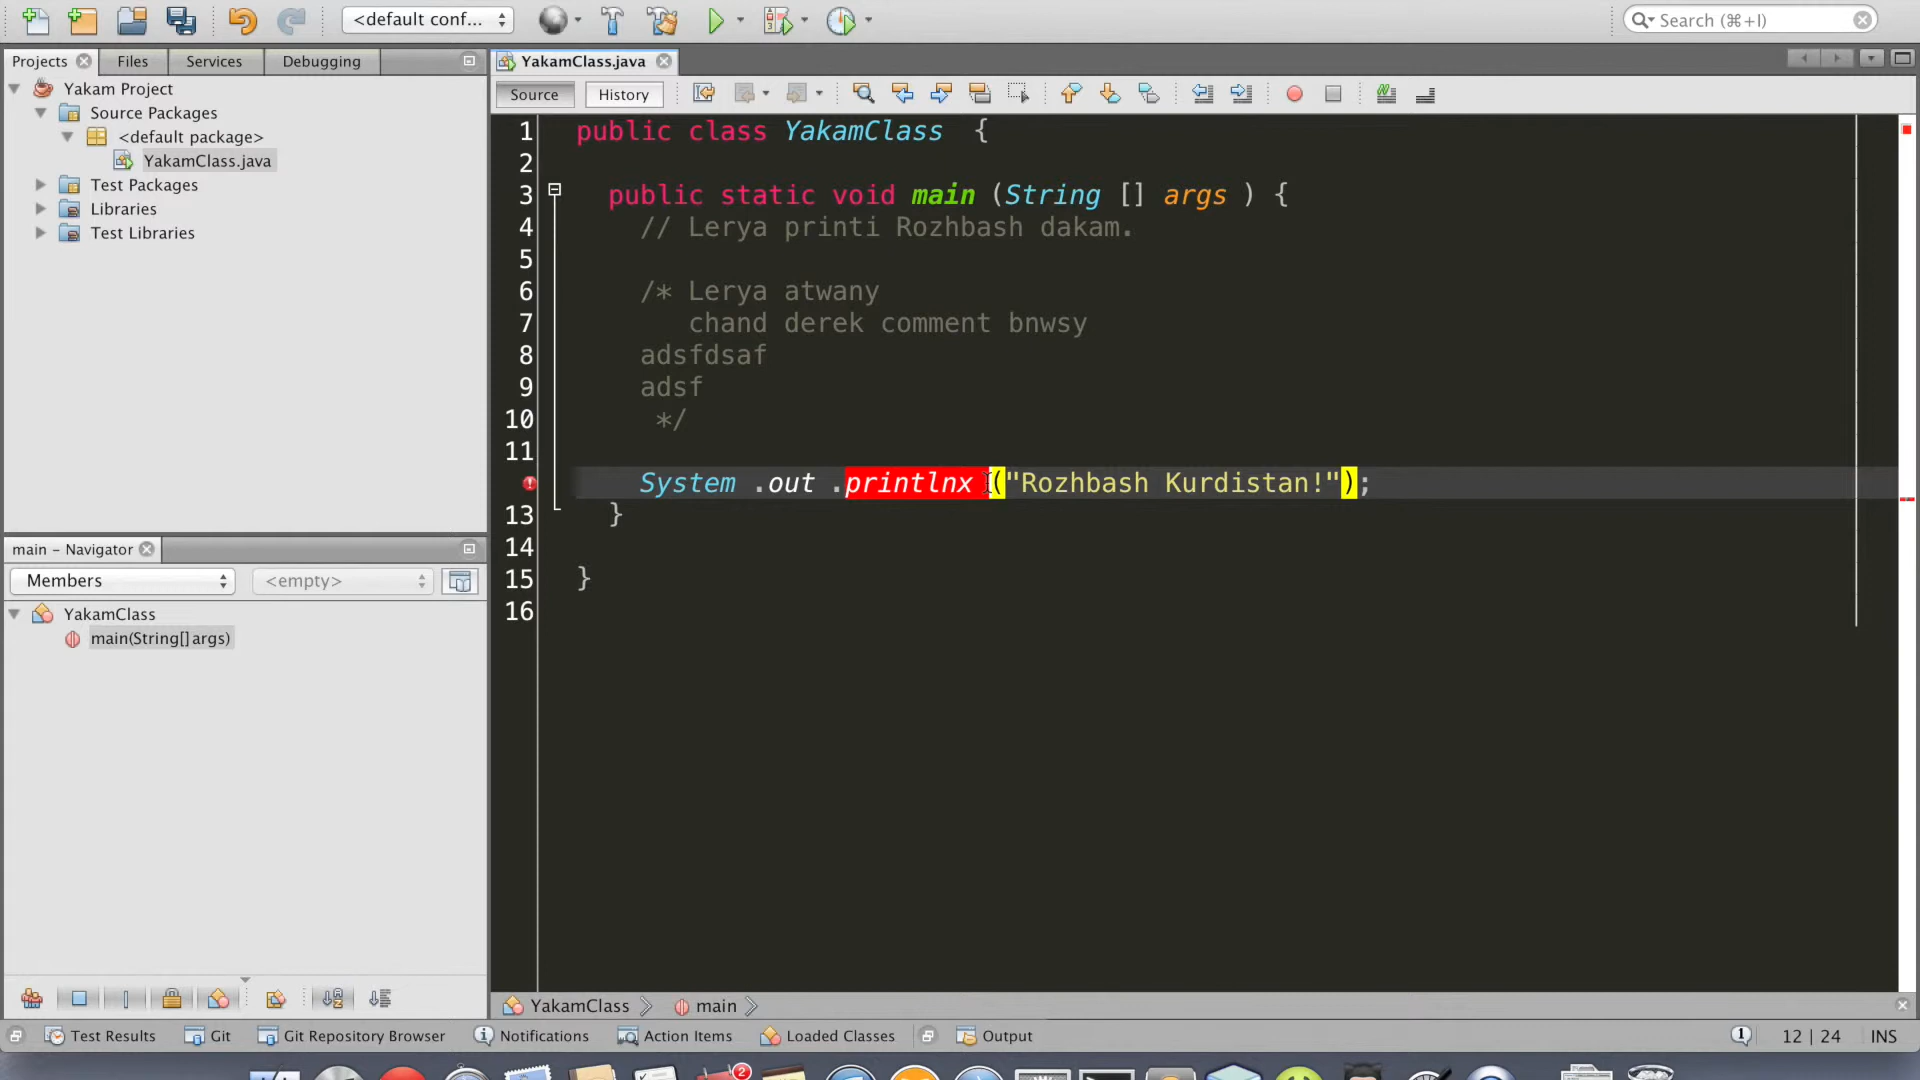 <default conf...
Search (⌘+I)
Projects
Files
Services
Debugging
YakamClass.java
Yakam Project
Source Packages
<default package>
YakamClass.java
Test Packages
Libraries
Test Libraries
Source
History
1 public class YakamClass  {
2
3 public static void main (String [] args ) {
4 // Lerya printi Rozhbash dakam.
5
6 /* Lerya atwany
7 chand derek comment bnwsy
8 adsfdsaf
9 adsf
10 */
11
System .out .printlnx ("Rozhbash Kurdistan!");
13 }
14
15 }
16
main - Navigator
Members
<empty>
YakamClass
main(String[] args)
YakamClass
main
Test Results
Git
Git Repository Browser
Notifications
Action Items
Loaded Classes
Output
1
12 | 24
INS
2